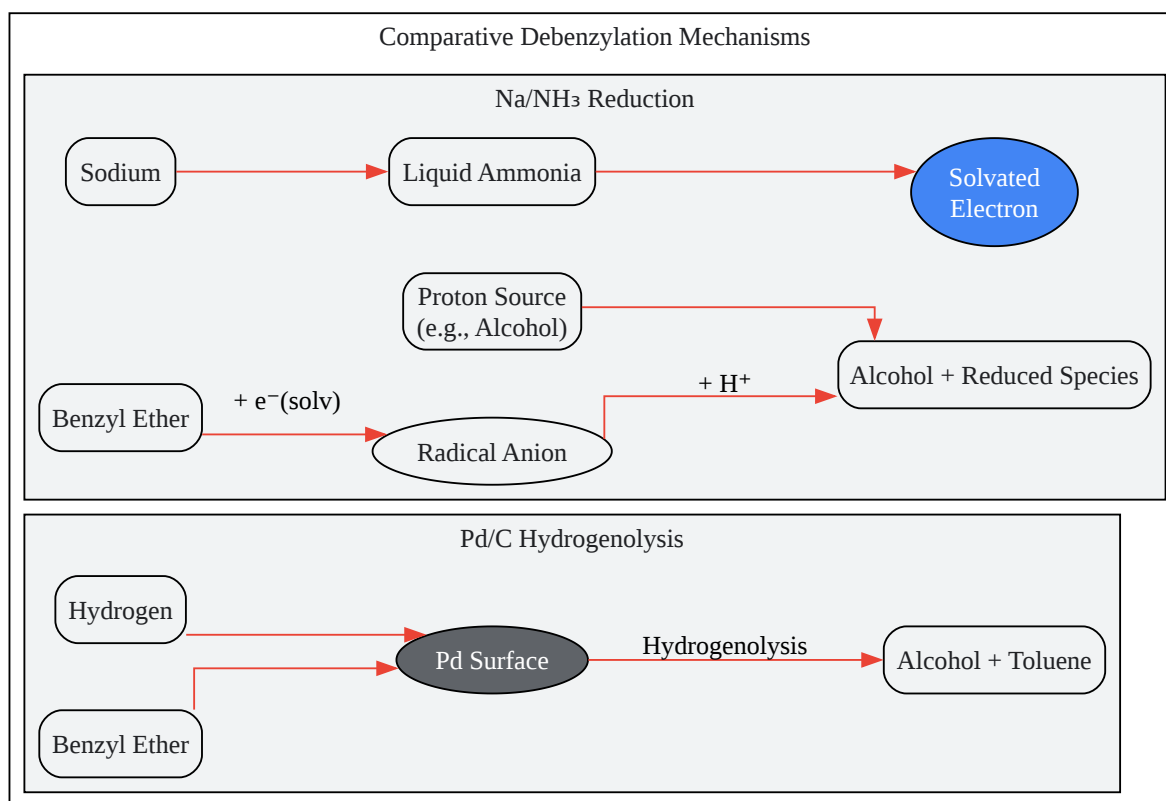 Comparative Debenzylation Mechanisms
Na/NH₃ Reduction
Sodium
Liquid Ammonia
Solvated
Electron
Proton Source
(e.g., Alcohol)
Alcohol + Reduced Species
+ H⁺
+ e⁻(solv)
Benzyl Ether
Radical Anion
Pd/C Hydrogenolysis
Hydrogen
Pd Surface
Hydrogenolysis
Alcohol + Toluene
Benzyl Ether